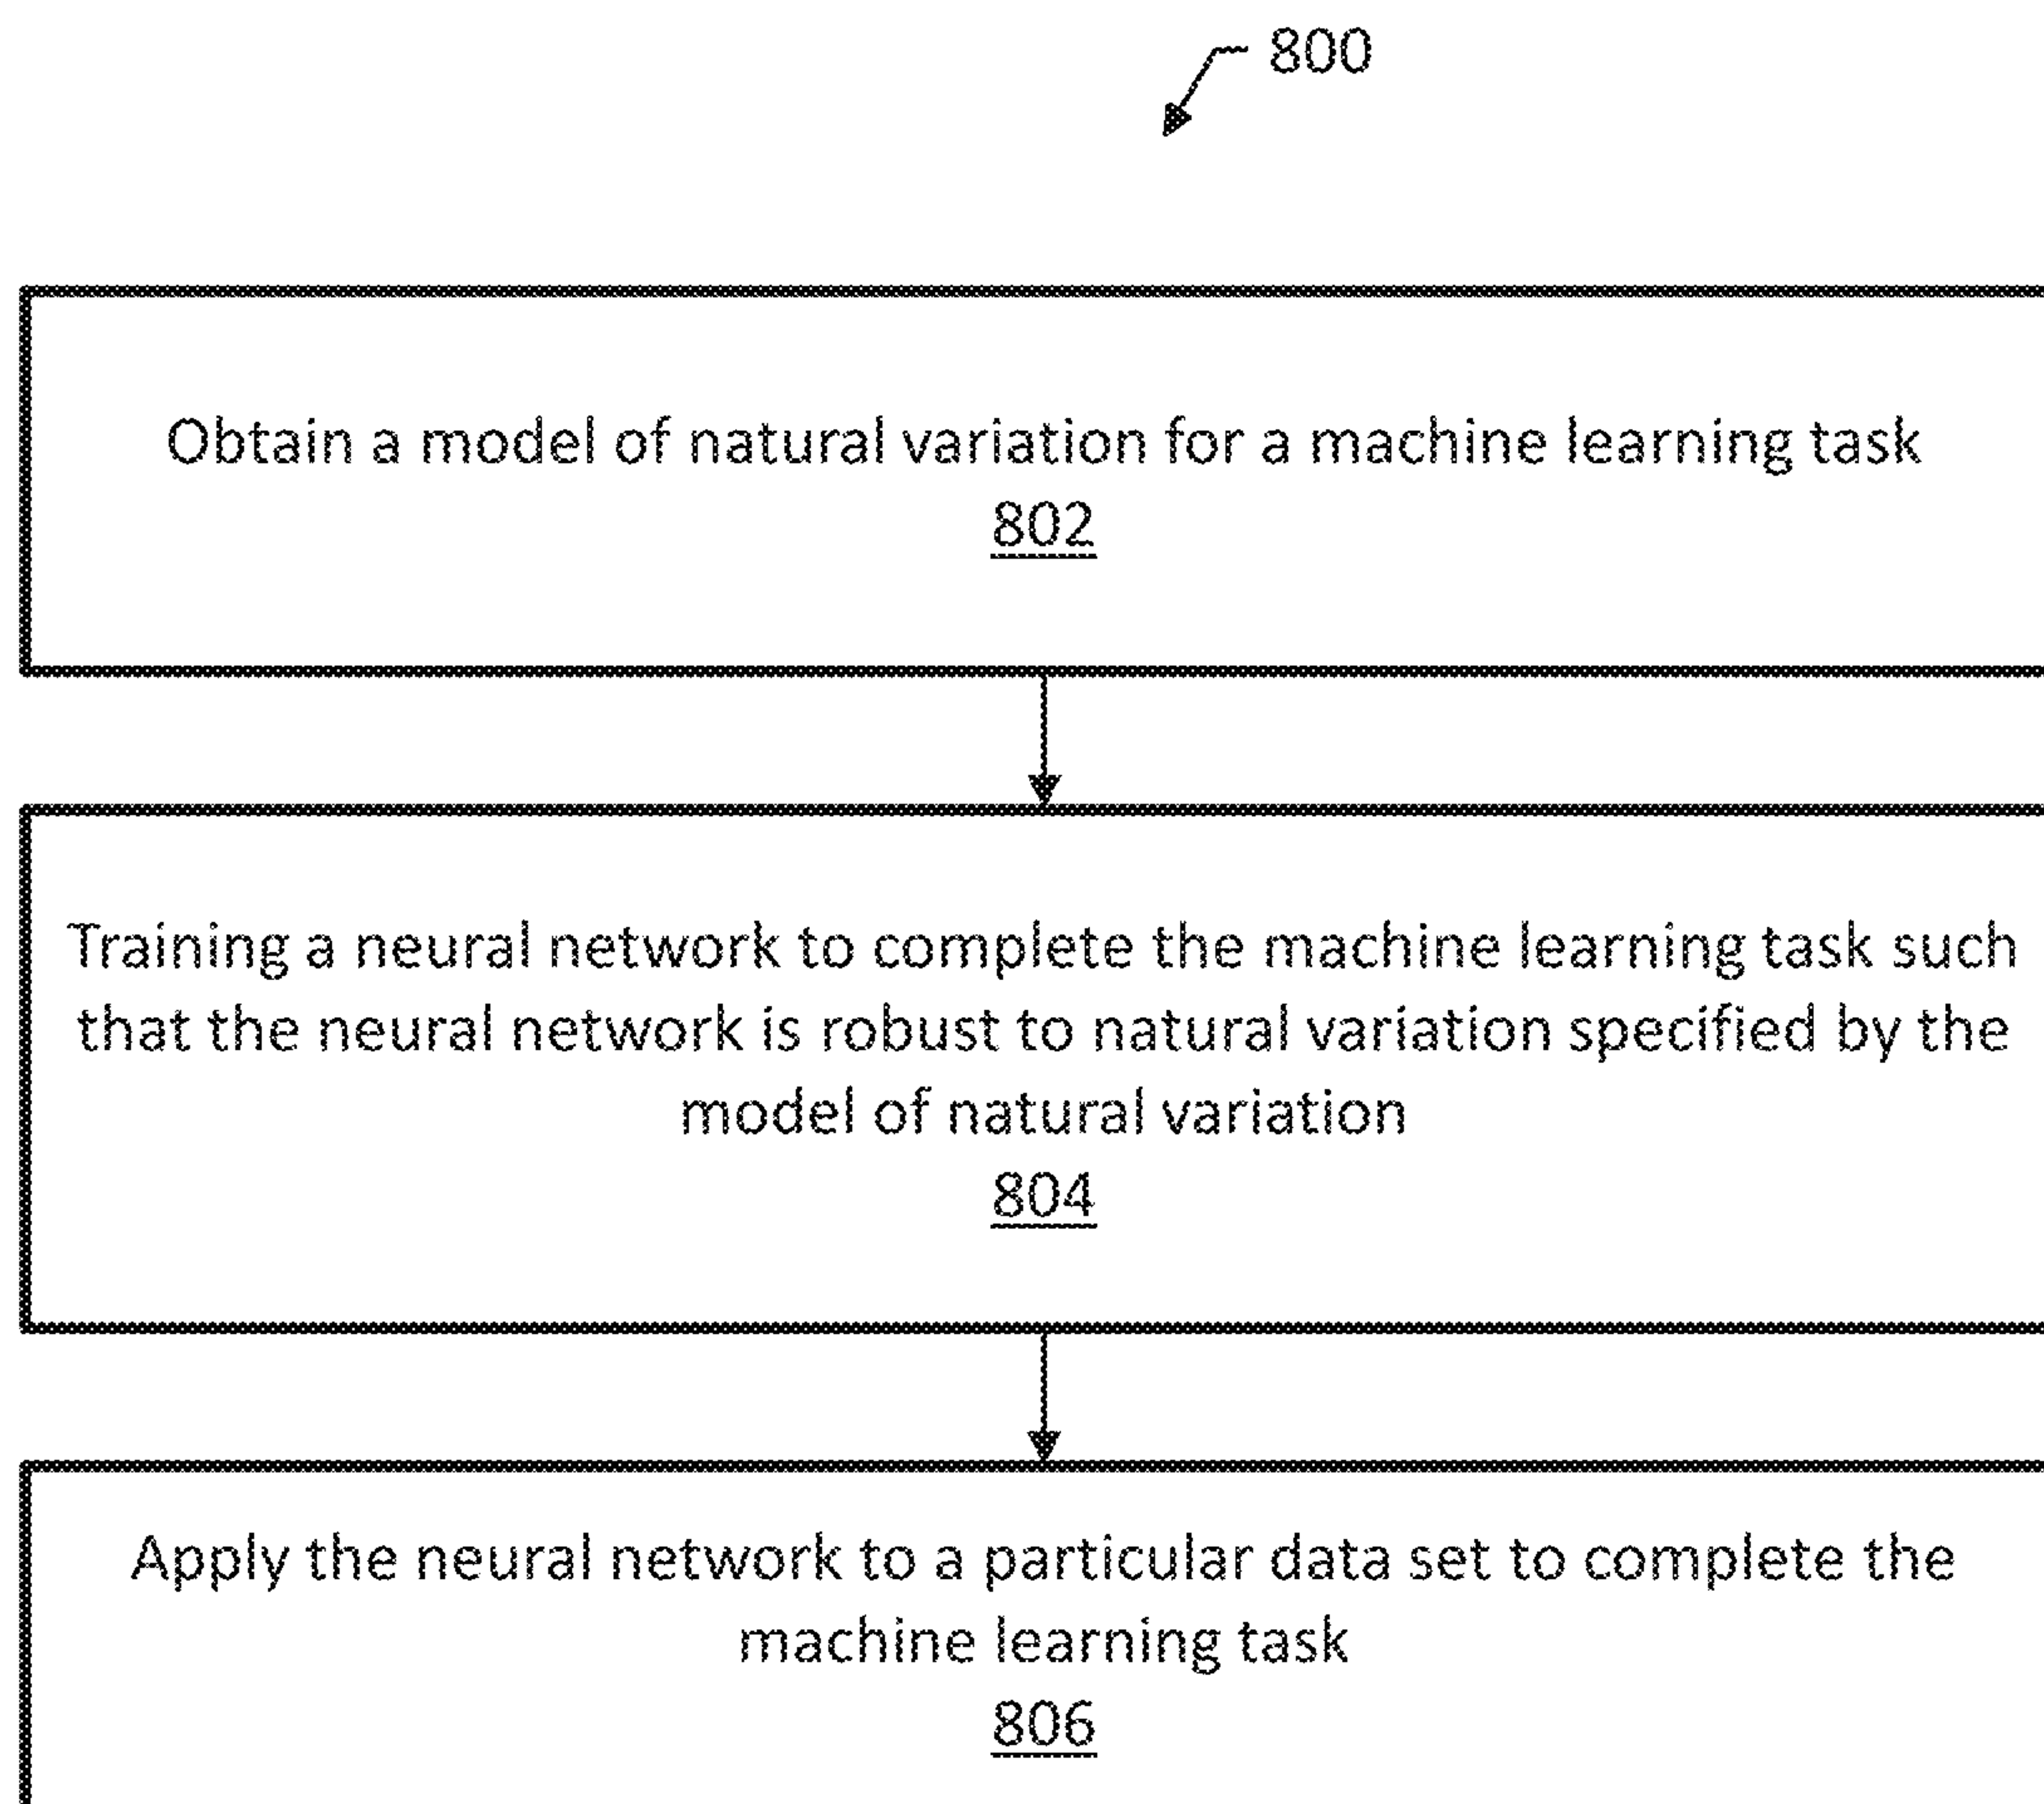 800
Obtain a model of natural variation for a machine learning task
802
Training a neural network to complete the machine learning task such
that the neural network is robust to natural variation specified by the
model of natural variation
804
Apply the neural network to a particular data set to complete the
machine learning task
806